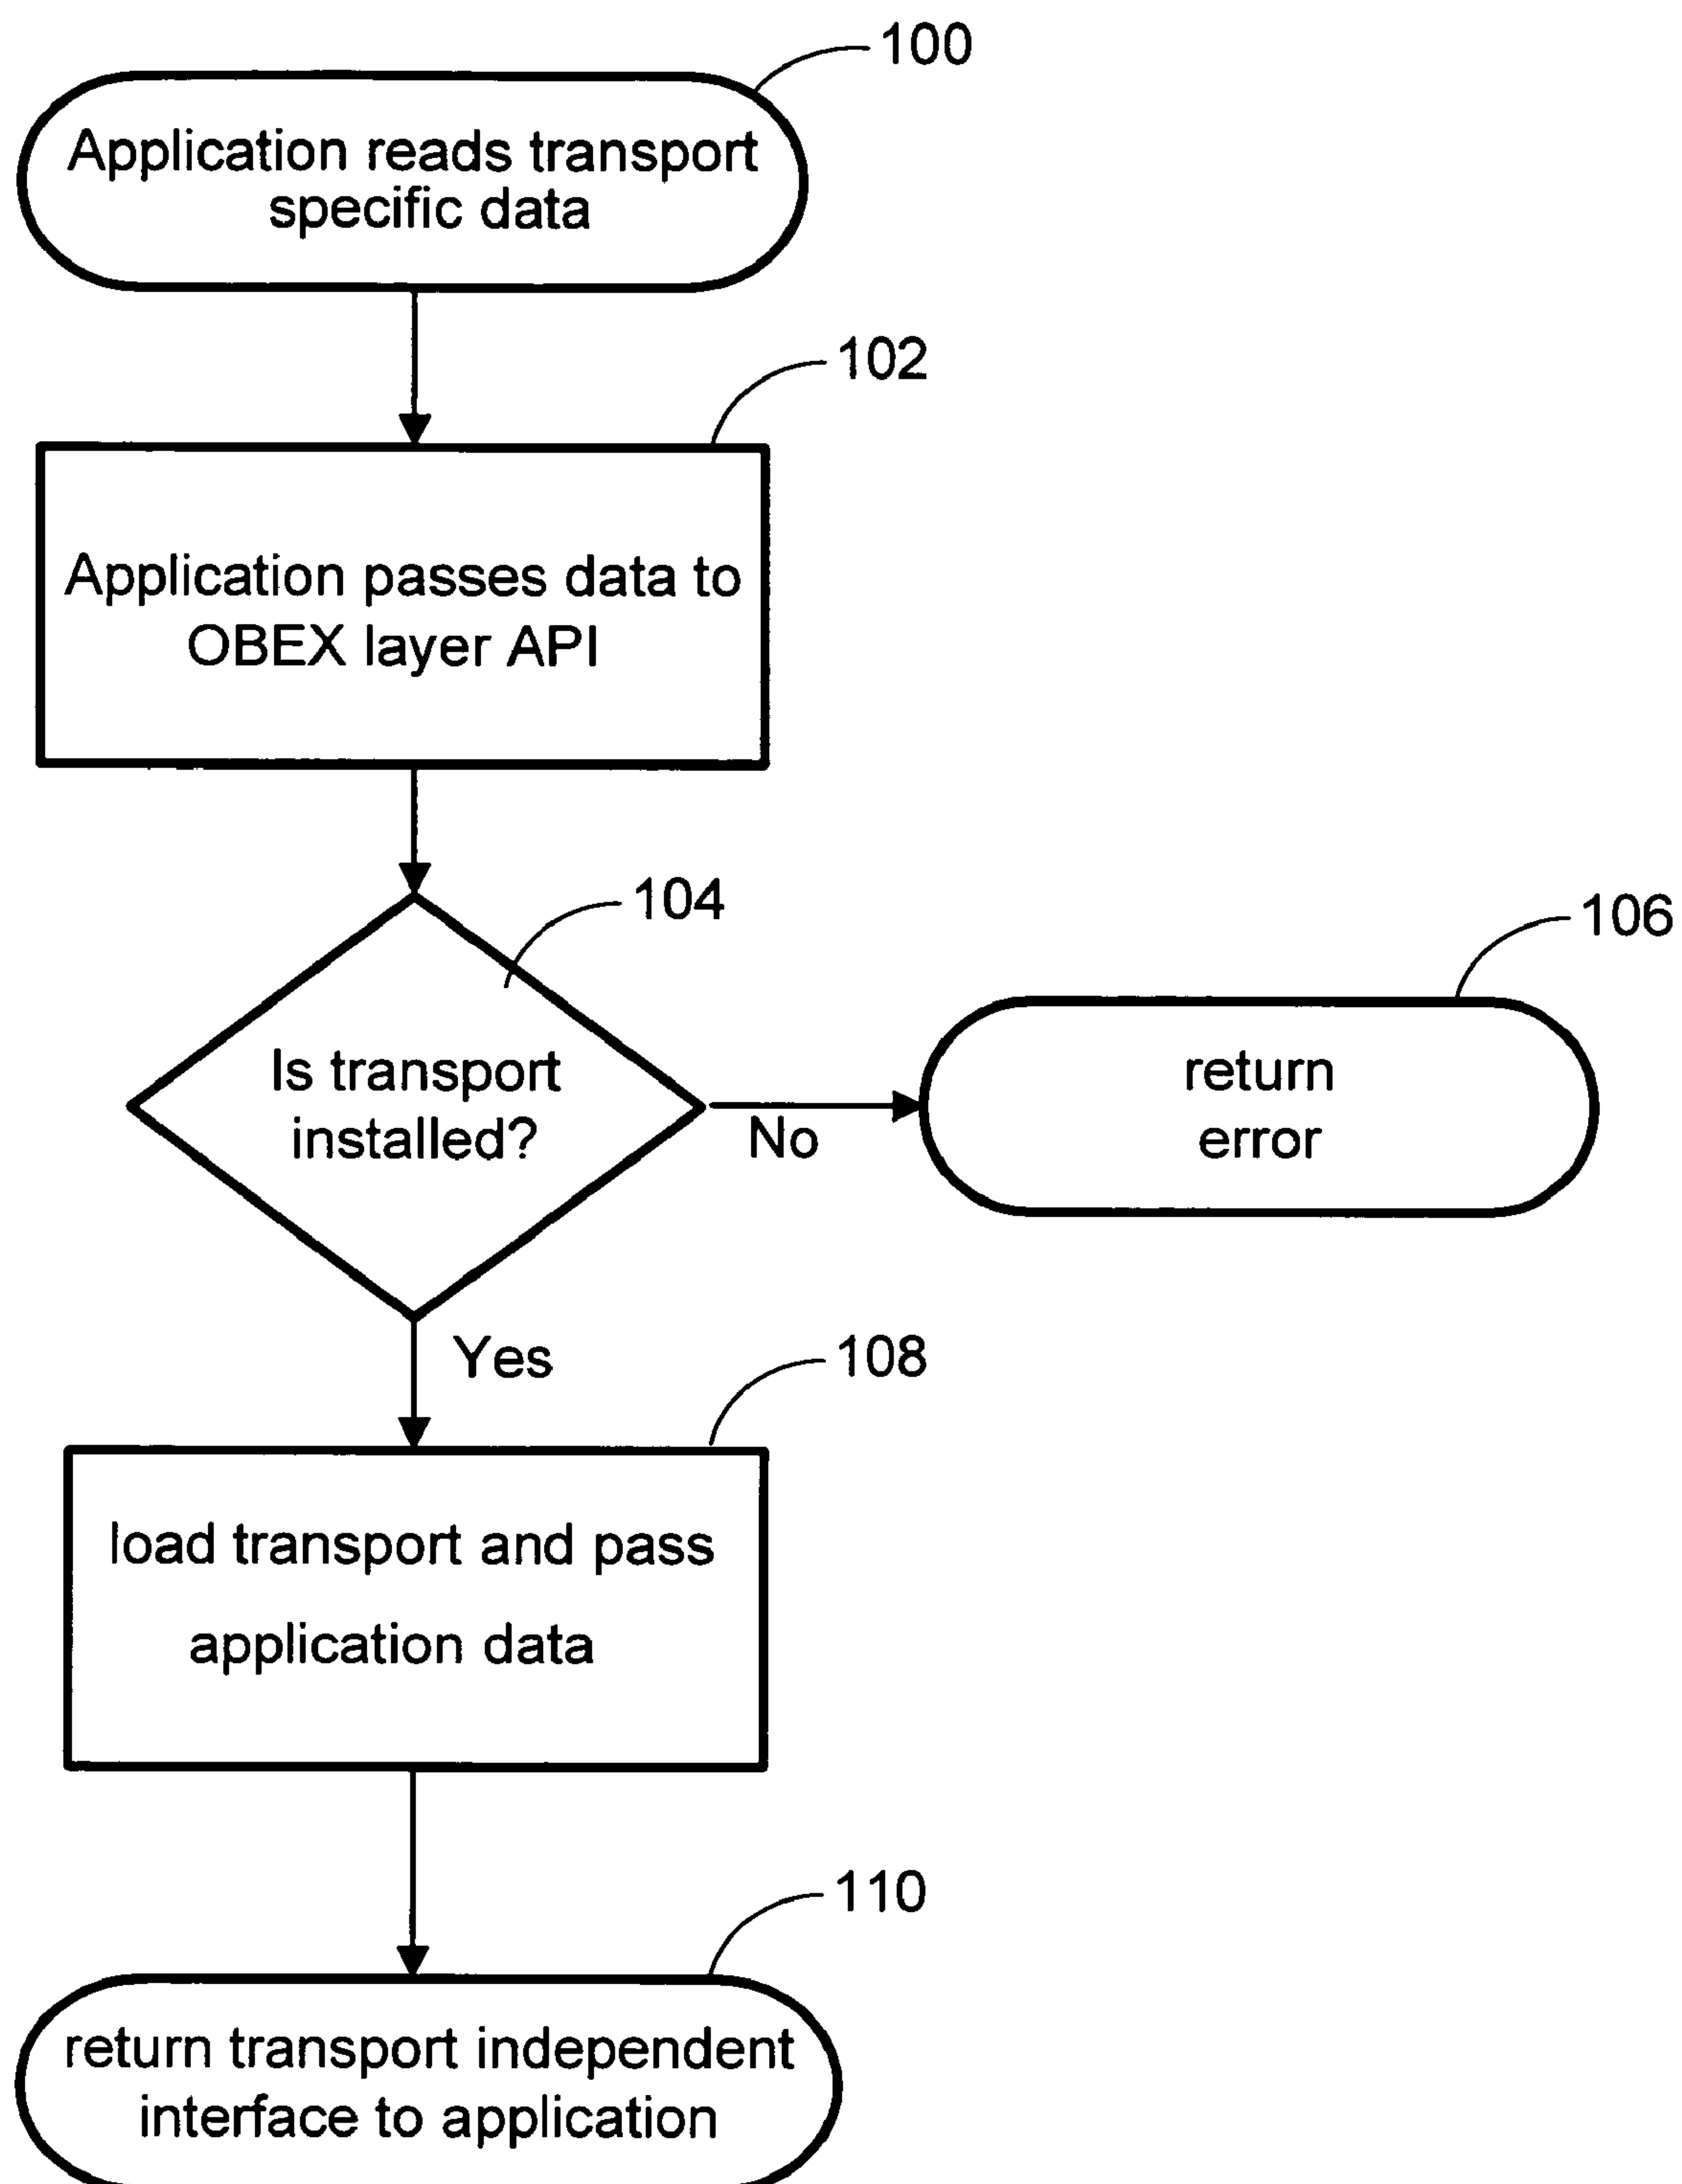 100
Application reads transport
specific data
102
Application passes data to
OBEX layer API
104
Is transport
installed?
No
106
return
error
Yes
108
load transport and pass
application data
110
return transport independent
interface to application